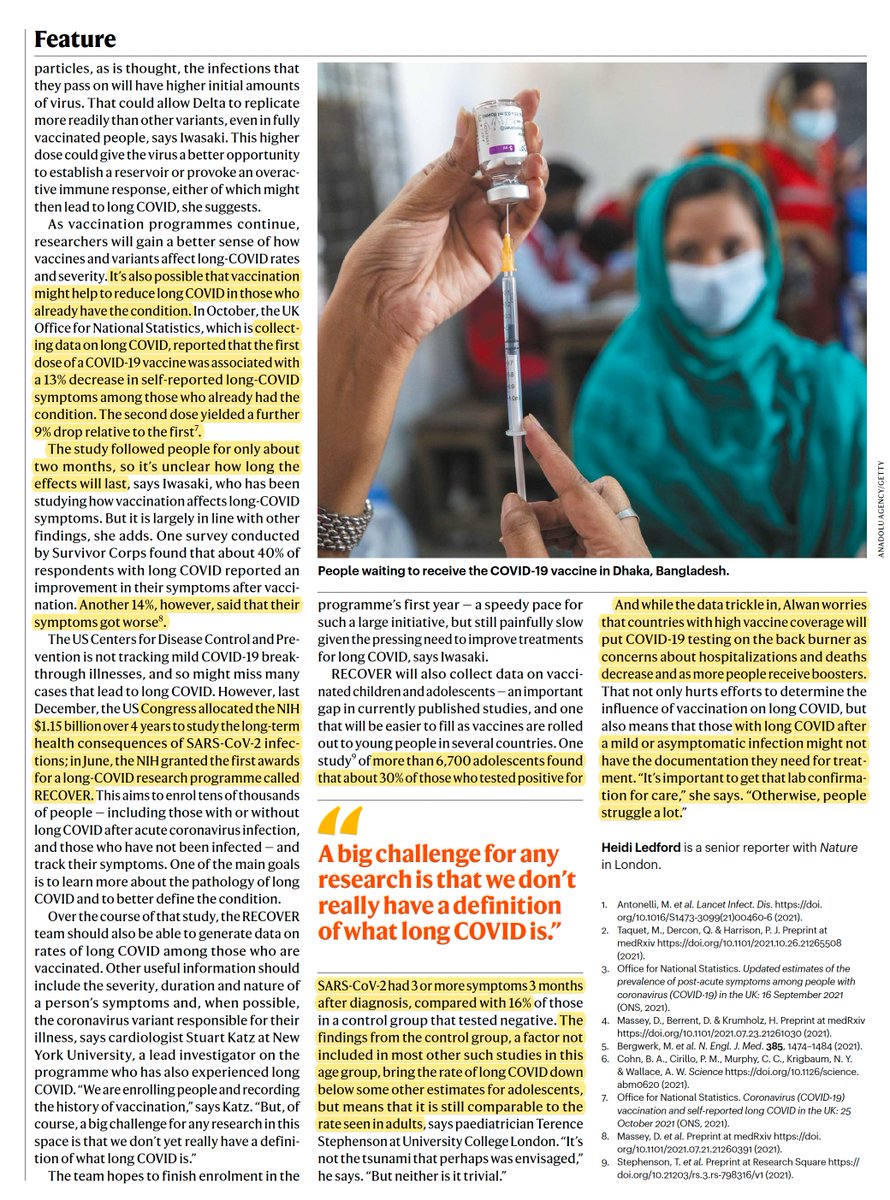 Feature
particles, as is thought, the infections that
they pass on will have higher initial amounts
of virus. That could allow Delta to replicate
more readily than other variants, even in fully
vaccinated people, says Iwasaki. This higher
dose could give the virus a better opportunity
to establish a reservoir or provoke an overac-
tive immune response, either of which might
then lead to long COVID, she suggests.
As vaccination programmes continue,
researchers will gain a better sense of how
vaccines and variants affect long-COVID rates
and severity. It's also possible that vaccination
might help to reduce long COVID in those who
already have the condition. In October, the UK
Office for National Statistics, which is collect-
ing data on long COVID, reported that the first
dose of a COVID-19 vaccine was associated with
a 13% decrease in self-reported long-COVID
symptoms among those who already had the
condition. The second dose yielded a further
9% drop relative to the first7.
The study followed people for only about
two months, so it's unclear how long the
effects will last, says Iwasaki, who has been
studying how vaccination affects long-COVID
symptoms. But it is largely in line with other
findings, she adds. One survey conducted
by Survivor Corps found that about 40% of
respondents with long COVID reported an
improvement in their symptoms after vacci-
nation. Another 14%, however, said that their
symptoms got worse8.
The US Centers for Disease Control and Pre-
vention is not tracking mild COVID-19 break-
through illnesses, and so might miss many
cases that lead to long COVID. However, last
December, the US Congress allocated the NIH
$1.15 billion over 4 years to study the long-term
health consequences of SARS-CoV-2 infec-
tions; in June, the NIH granted the first awards
for a long-COVID research programme called
RECOVER. This aims to enrol tens of thousands
of people — including those with or without
long COVID after acute coronavirus infection,
and those who have not been infected — and
track their symptoms. One of the main goals
is to learn more about the pathology of long
COVID and to better define the condition.
Over the course of that study, the RECOVER
team should also be able to generate data on
rates of long COVID among those who are
vaccinated. Other useful information should
include the severity, duration and nature of
a person's symptoms and, when possible,
the coronavirus variant responsible for their
illness, says cardiologist Stuart Katz at New
York University, a lead investigator on the
programme who has also experienced long
COVID. “We are enrolling people and recording
the history of vaccination,” says Katz. “But, of
course, a big challenge for any research in this
space is that we don't yet really have a defini-
tion of what long COVID is.”
The team hopes to finish enrolment in the
ANADOLU AGENCY/GETTY
People waiting to receive the COVID-19 vaccine in Dhaka, Bangladesh.
programme's first year — a speedy pace for
such a large initiative, but still painfully slow
given the pressing need to improve treatments
for long COVID, says Iwasaki.
RECOVER will also collect data on vacci-
nated children and adolescents — an important
gap in currently published studies, and one
that will be easier to fill as vaccines are rolled
out to young people in several countries. One
study9 of more than 6,700 adolescents found
that about 30% of those who tested positive for
“
A big challenge for any
research is that we don't
really have a definition
of what long COVID is.”
SARS-CoV-2 had 3 or more symptoms 3 months
after diagnosis, compared with 16% of those
in a control group that tested negative. The
findings from the control group, a factor not
included in most other such studies in this
age group, bring the rate of long COVID down
below some other estimates for adolescents,
but means that it is still comparable to the
rate seen in adults, says paediatrician Terence
Stephenson at University College London. “It's
not the tsunami that perhaps was envisaged,”
he says. “But neither is it trivial.”
And while the data trickle in, Alwan worries
that countries with high vaccine coverage will
put COVID-19 testing on the back burner as
concerns about hospitalizations and deaths
decrease and as more people receive boosters.
That not only hurts efforts to determine the
influence of vaccination on long COVID, but
also means that those with long COVID after
a mild or asymptomatic infection might not
have the documentation they need for treat-
ment. “It's important to get that lab confirma-
tion for care,” she says. “Otherwise, people
struggle a lot.”
Heidi Ledford is a senior reporter with Nature
in London.
1. Antonelli, M. et al. Lancet Infect. Dis. https://doi.
org/10.1016/S1473-3099(21)00460-6 (2021).
2. Taquet, M., Dercon, Q. & Harrison, P. J. Preprint at
medRxiv https://doi.org/10.1101/2021.10.26.21265508
(2021).
3. Office for National Statistics. Updated estimates of the
prevalence of post-acute symptoms among people with
coronavirus (COVID-19) in the UK: 16 September 2021
(ONS, 2021).
4. Massey, D., Berrent, D. & Krumholz, H. Preprint at medRxiv
https://doi.org/10.1101/2021.07.23.21261030 (2021).
5. Bergwerk, M. et al. N. Engl. J. Med. 385, 1474–1484 (2021).
6. Cohn, B. A., Cirillo, P. M., Murphy, C. C., Krigbaum, N. Y.
& Wallace, A. W. Science https://doi.org/10.1126/science.
abm0620 (2021).
7. Office for National Statistics. Coronavirus (COVID-19)
vaccination and self-reported long COVID in the UK: 25
October 2021 (ONS, 2021).
8. Massey, D. et al. Preprint at medRxiv https://doi.
org/10.1101/2021.07.21.21260391 (2021).
9. Stephenson, T. et al. Preprint at Research Square https://
doi.org/10.21203/rs.3.rs-798316/v1 (2021).